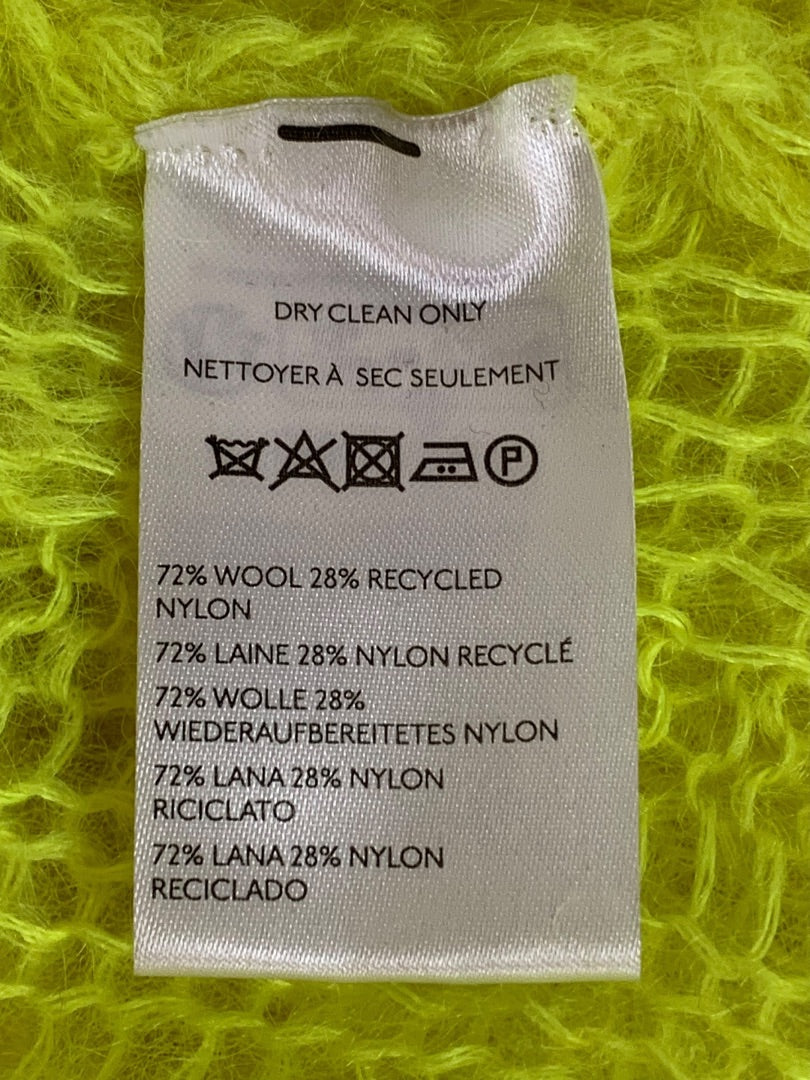 DRY CLEAN ONLY
NETTOYER À SEC SEULEMENT
P
72% WOOL 28% RECYCLED
NYLON
72% LAINE 28% NYLON RECYCLÉ
72% WOLLE 28%
WIEDERAUFBEREITETES NYLON
72% LANA 28% NYLON
RICICLATO
72% LANA 28% NYLON
RECICLADO